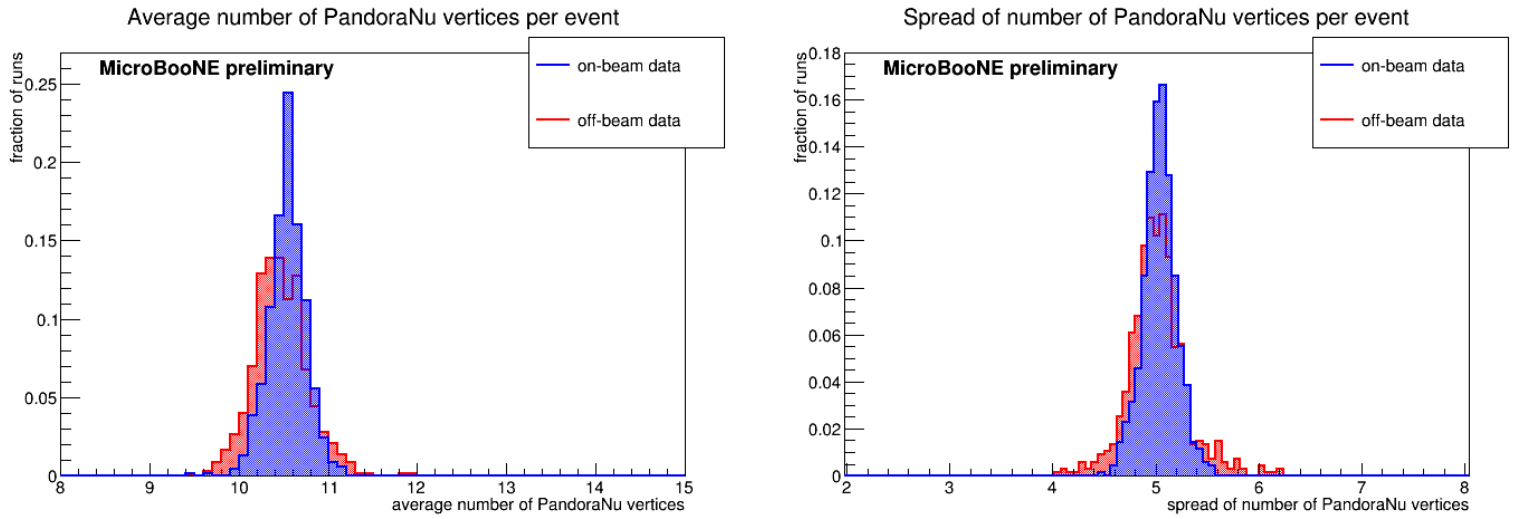 Average number of PandoraNu vertices per event
MicroBooNE preliminary
on-beam data
off-beam data
fraction of runs
0.25
0.2
0.15
0.1
0.05
0
8 9 10 11 12 13 14 15
average number of PandoraNu vertices
Spread of number of PandoraNu vertices per event
MicroBooNE preliminary
on-beam data
off-beam data
fraction of runs
0.18
0.16
0.14
0.12
0.1
0.08
0.06
0.04
0.02
0
2 3 4 5 6 7 8
spread of number of PandoraNu vertices